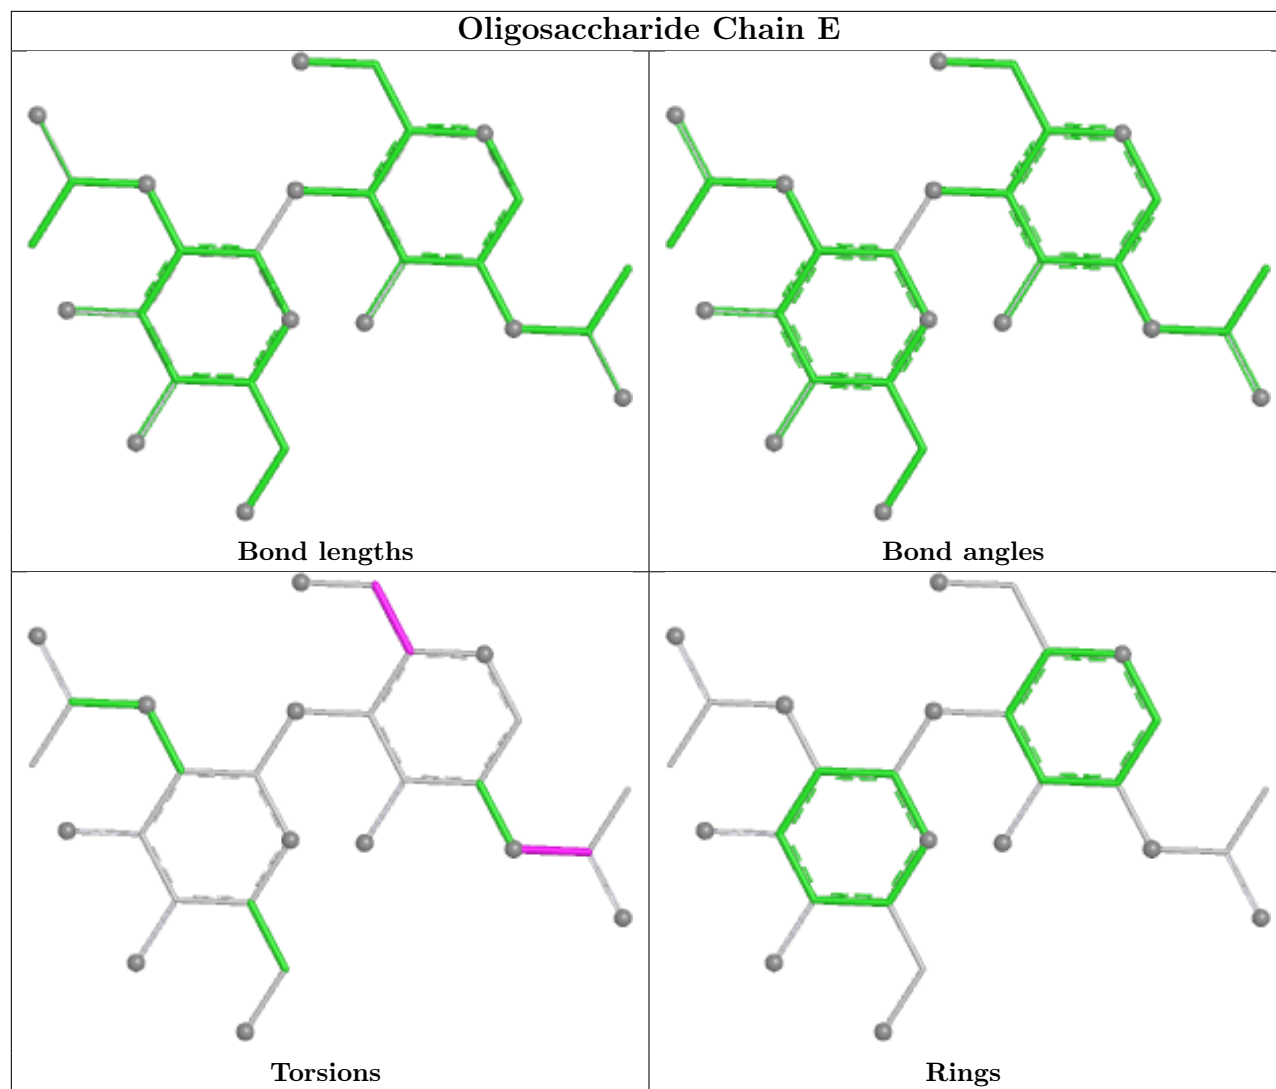 Oligosaccharide Chain E
Bond lengths
Bond angles
Torsions
Rings